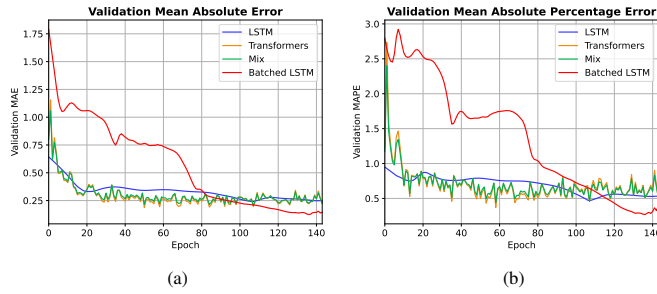 Validation Mean Absolute Error
Validation MAE
1.75
1.50
1.25
1.00
0.75
0.50
0.25
0 20 40 60 80 100 120 140
Epoch
LSTM
Transformers
Mix
Batched LSTM
(a)
Validation Mean Absolute Percentage Error
Validation MAPE
3.0
2.5
2.0
1.5
1.0
0.5
0 20 40 60 80 100 120 140
Epoch
LSTM
Transformers
Mix
Batched LSTM
(b)